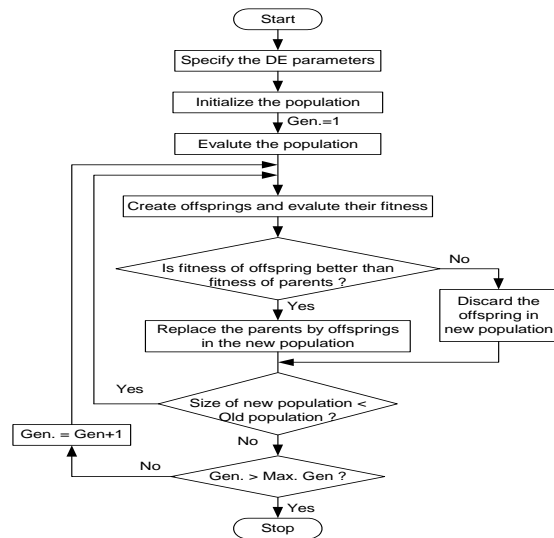 Start
Specify the DE parameters
Initialize the population
Gen.=1
Evalute the population
Create offsprings and evalute their fitness
Is fitness of offspring better than
fitness of parents ?
No
Yes
Discard the
offspring in
new population
Replace the parents by offsprings
in the new population
Yes
Size of new population <
Old population ?
No
Gen. = Gen+1
No
Gen. > Max. Gen ?
Yes
Stop